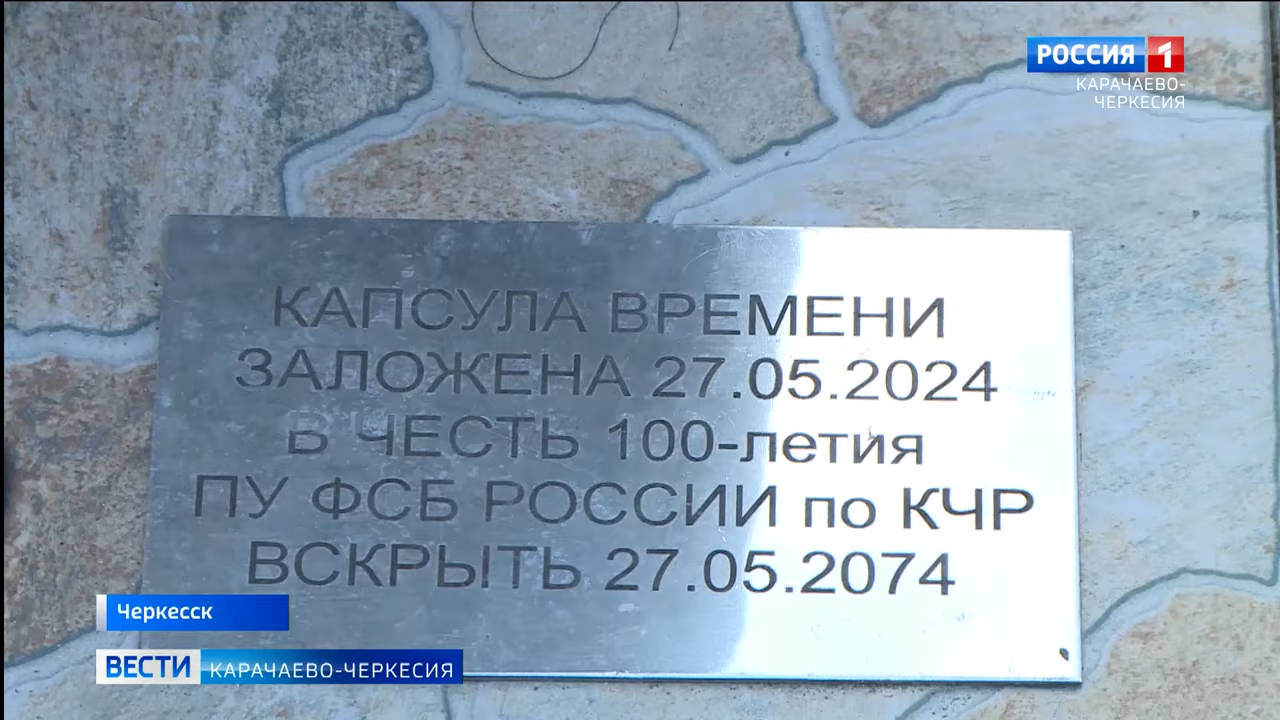 РОССИЯ 1
КАРАЧАЕВО-
ЧЕРКЕСИЯ
КАПСУЛА ВРЕМЕНИ
ЗАЛОЖЕНА 27.05.2024
В ЧЕСТЬ 100-летия
ПУ ФСБ РОССИИ по КЧР
ВСКРЫТЬ 27.05.2074
Черкесск
ВЕСТИ КАРАЧАЕВО-ЧЕРКЕСИЯ